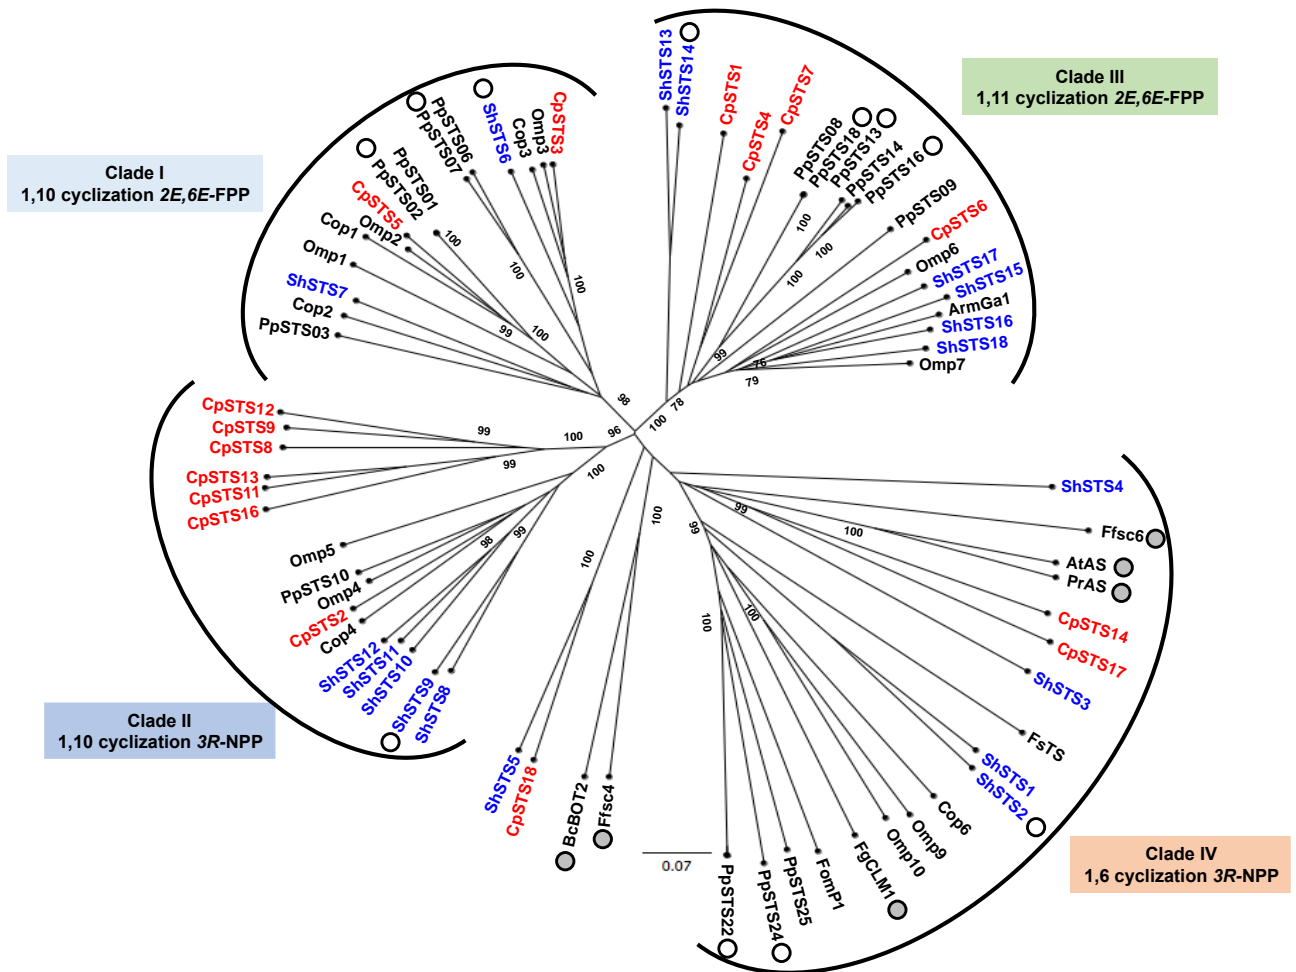 Clade I
1,10 cyclization 2E,6E-FPP
Clade III
1,11 cyclization 2E,6E-FPP
Clade II
1,10 cyclization 3R-NPP
Clade IV
1,6 cyclization 3R-NPP
PpSTS03
Cop2
ShSTS7
Omp1
Cop1
Omp2
CpSTS5
PpSTS02
PpSTS01
PpSTS07
PpSTS06
ShSTS6
Cop3
Omp3
CpSTS3
100
100
100
99
100
98
ShSTS13
ShSTS14
CpSTS1
CpSTS4
CpSTS7
PpSTS08
PpSTS18
PpSTS13
PpSTS14
PpSTS16
PpSTS09
CpSTS6
Omp6
ShSTS17
ShSTS15
ArmGa1
ShSTS16
ShSTS18
Omp7
100
100
100
99
76
79
78
100
ShSTS4
Ffsc6
AtAS
PrAS
CpSTS14
CpSTS17
ShSTS3
FsTS
ShSTS1
ShSTS2
Cop6
Omp9
Omp10
FgCLM1
FomP1
PpSTS25
PpSTS24
PpSTS22
99
100
99
100
100
Ffsc4
BcBOT2
CpSTS18
ShSTS5
100
100
0.07
CpSTS12
CpSTS9
CpSTS8
CpSTS13
CpSTS11
CpSTS16
Omp5
PpSTS10
Omp4
CpSTS2
Cop4
ShSTS12
ShSTS11
ShSTS10
ShSTS9
ShSTS8
99
100
96
99
100
98
99